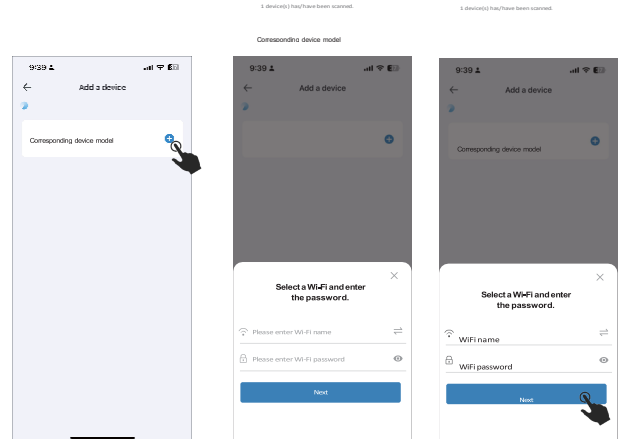 1 device(s) has/have been scanned.
1 device(s) has/have been scanned.
Corresponding device model
9:39
Add a device
Corresponding device model
9:39
Add a device
Select a Wi-Fi and enter
the password.
Please enter Wi-Fi name
Please enter Wi-Fi password
Next
9:39
Add a device
Corresponding device model
Select a Wi-Fi and enter
the password.
WiFi name
WiFi password
Next